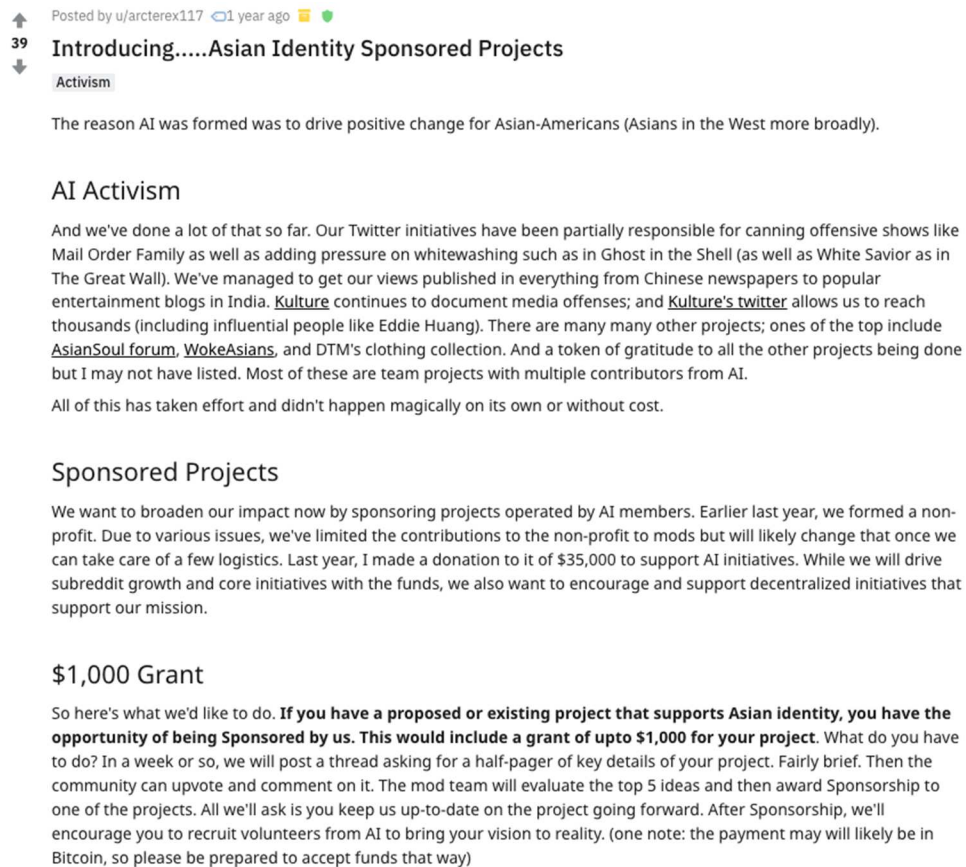 Posted by u/arcterex117 1 year ago
39
Introducing.....Asian Identity Sponsored Projects
Activism
The reason AI was formed was to drive positive change for Asian-Americans (Asians in the West more broadly).
AI Activism
And we've done a lot of that so far. Our Twitter initiatives have been partially responsible for canning offensive shows like
Mail Order Family as well as adding pressure on whitewashing such as in Ghost in the Shell (as well as White Savior as in
The Great Wall). We've managed to get our views published in everything from Chinese newspapers to popular
entertainment blogs in India. Kulture continues to document media offenses; and Kulture's twitter allows us to reach
thousands (including influential people like Eddie Huang). There are many many other projects; ones of the top include
AsianSoul forum, WokeAsians, and DTM's clothing collection. And a token of gratitude to all the other projects being done
but I may not have listed. Most of these are team projects with multiple contributors from AI.
All of this has taken effort and didn't happen magically on its own or without cost.
Sponsored Projects
We want to broaden our impact now by sponsoring projects operated by AI members. Earlier last year, we formed a non-
profit. Due to various issues, we've limited the contributions to the non-profit to mods but will likely change that once we
can take care of a few logistics. Last year, I made a donation to it of $35,000 to support AI initiatives. While we will drive
subreddit growth and core initiatives with the funds, we also want to encourage and support decentralized initiatives that
support our mission.
$1,000 Grant
So here's what we'd like to do. If you have a proposed or existing project that supports Asian identity, you have the
opportunity of being Sponsored by us. This would include a grant of upto $1,000 for your project. What do you have
to do? In a week or so, we will post a thread asking for a half-pager of key details of your project. Fairly brief. Then the
community can upvote and comment on it. The mod team will evaluate the top 5 ideas and then award Sponsorship to
one of the projects. All we'll ask is you keep us up-to-date on the project going forward. After Sponsorship, we'll
encourage you to recruit volunteers from AI to bring your vision to reality. (one note: the payment may will likely be in
Bitcoin, so please be prepared to accept funds that way)